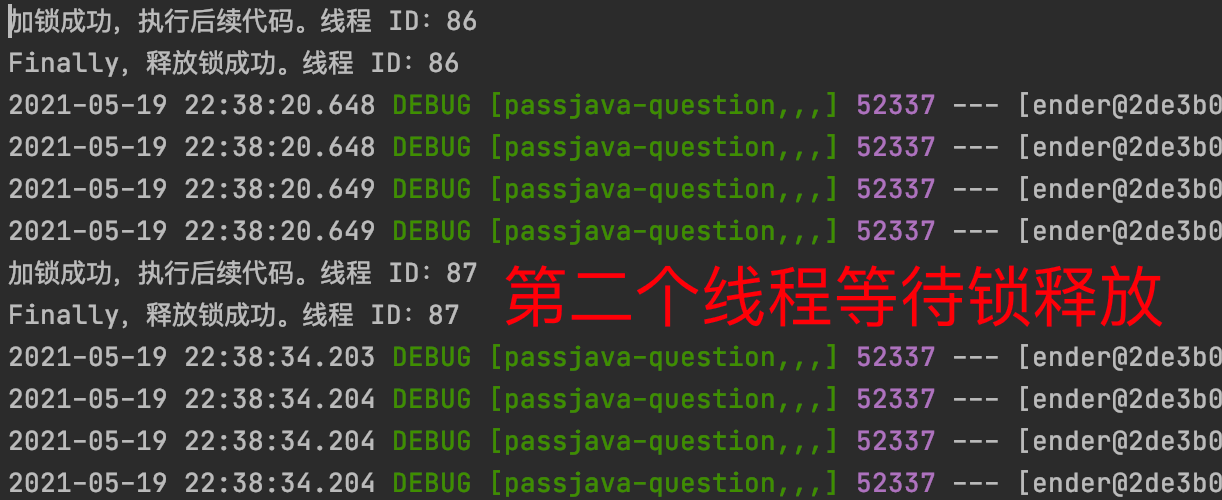 加锁成功，执行后续代码。线程 ID：86
Finally，释放锁成功。线程 ID：86
2021-05-19 22:38:20.648 DEBUG [passjava-question,,,] 52337 --- [ender@2de3b0
2021-05-19 22:38:20.648 DEBUG [passjava-question,,,] 52337 --- [ender@2de3b0
2021-05-19 22:38:20.649 DEBUG [passjava-question,,,] 52337 --- [ender@2de3b0
2021-05-19 22:38:20.649 DEBUG [passjava-question,,,] 52337 --- [ender@2de3b0
加锁成功，执行后续代码。线程 ID：87
第二个线程等待锁释放
Finally，释放锁成功。线程 ID：87
2021-05-19 22:38:34.203 DEBUG [passjava-question,,,] 52337 --- [ender@2de3b0
2021-05-19 22:38:34.204 DEBUG [passjava-question,,,] 52337 --- [ender@2de3b0
2021-05-19 22:38:34.204 DEBUG [passjava-question,,,] 52337 --- [ender@2de3b0
2021-05-19 22:38:34.204 DEBUG [passjava-question,,,] 52337 --- [ender@2de3b0